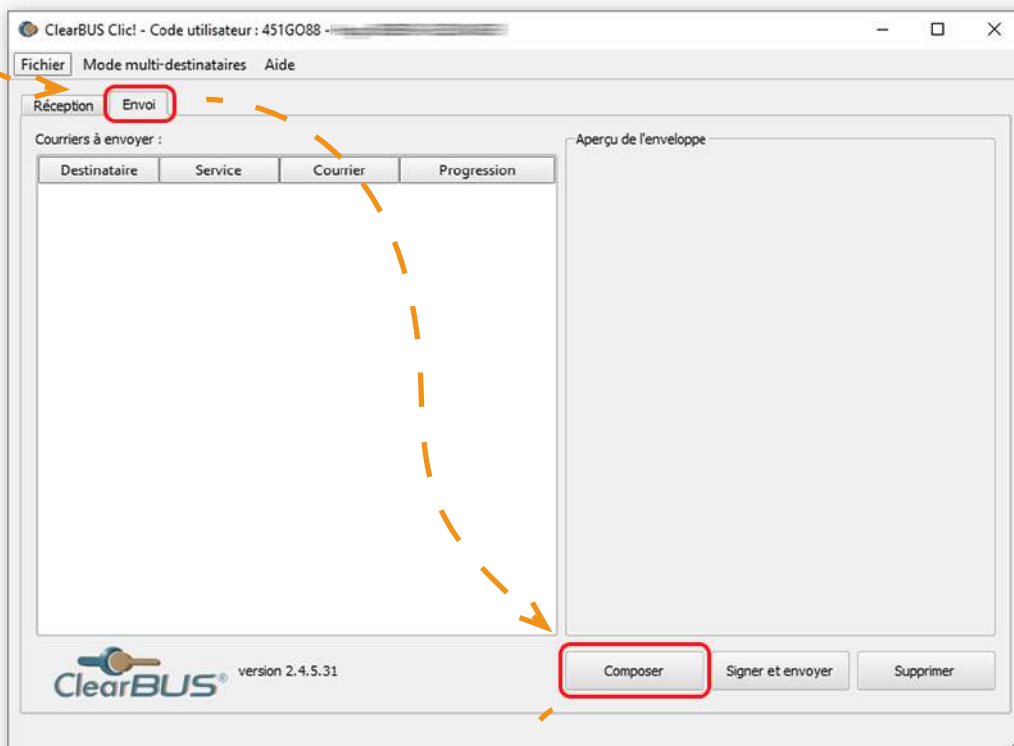 ClearBUS Clic! - Code utilisateur : 451GO88 -
Fichier Mode multi-destinataires Aide
Réception Envoi
Courriers à envoyer :
Aperçu de l'enveloppe
Destinataire Service Courrier Progression
ClearBUS® version 2.4.5.31
Composer Signer et envoyer Supprimer